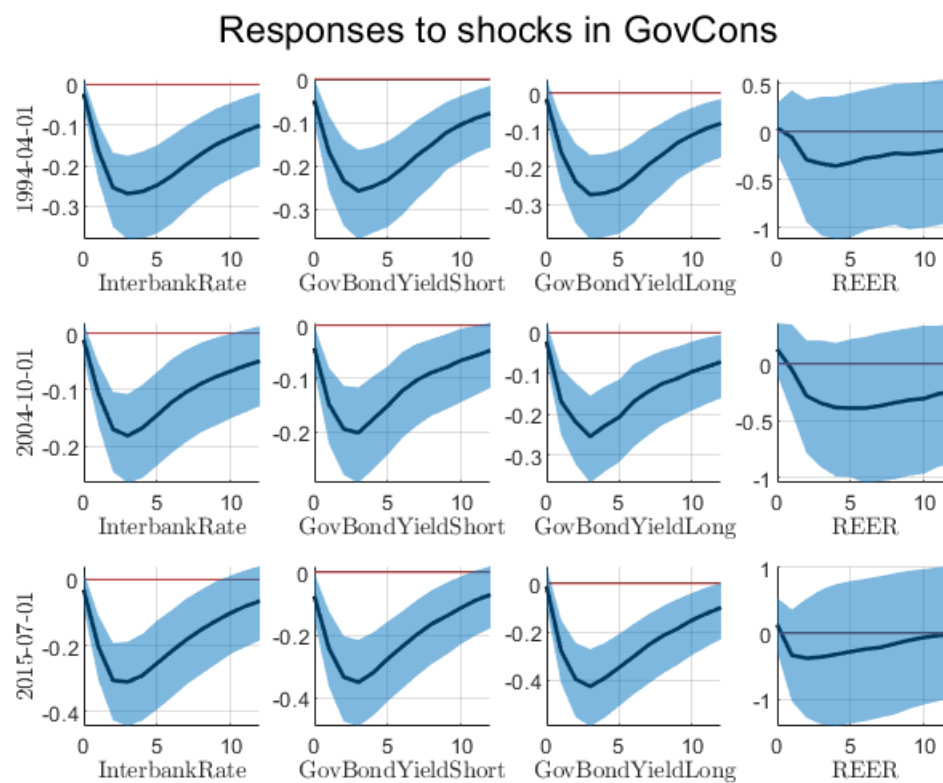 Responses to shocks in GovCons
1994-04-01
0 -0.1 -0.2 -0.3
0 5 10
InterbankRate
0 -0.1 -0.2 -0.3
0 5 10
GovBondYieldShort
0 -0.1 -0.2 -0.3
0 5 10
GovBondYieldLong
0.5 0 -0.5 -1
0 5 10
REER
2004-10-01
0 -0.1 -0.2
0 5 10
InterbankRate
0 -0.1 -0.2
0 5 10
GovBondYieldShort
0 -0.1 -0.2 -0.3
0 5 10
GovBondYieldLong
0 -0.5 -1
0 5 10
REER
2015-07-01
0 -0.2 -0.4
0 5 10
InterbankRate
0 -0.2 -0.4
0 5 10
GovBondYieldShort
0 -0.2 -0.4
0 5 10
GovBondYieldLong
1 0 -1
0 5 10
REER